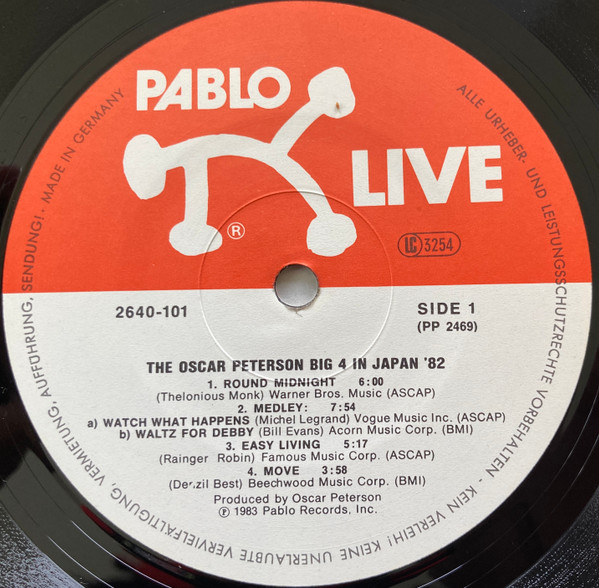 PABLO
LIVE
®
LC 3254
2640-101
SIDE 1
(PP 2469)
THE OSCAR PETERSON BIG 4 IN JAPAN '82
1. ROUND MIDNIGHT 6:00
(Thelonious Monk) Warner Bros. Music (ASCAP)
2. MEDLEY: 7:54
a) WATCH WHAT HAPPENS (Michel Legrand) Vogue Music Inc. (ASCAP)
b) WALTZ FOR DEBBY (Bill Evans) Acorn Music Corp. (BMI)
3. EASY LIVING 5:17
(Rainger Robin) Famous Music Corp. (ASCAP)
4. MOVE 3:58
(Denzil Best) Beechwood Music Corp. (BMI)
Produced by Oscar Peterson
℗ 1983 Pablo Records, Inc.
ALLE URHEBER- UND LEISTUNGSSCHUTZRECHTE VORBEHALTEN - KEIN VERLEIH! KEINE UNERLAUBTE VERVIELFÄLTIGUNG, VERMIETUNG, AUFFÜHRUNG, SENDUNG! · MADE IN GERMANY